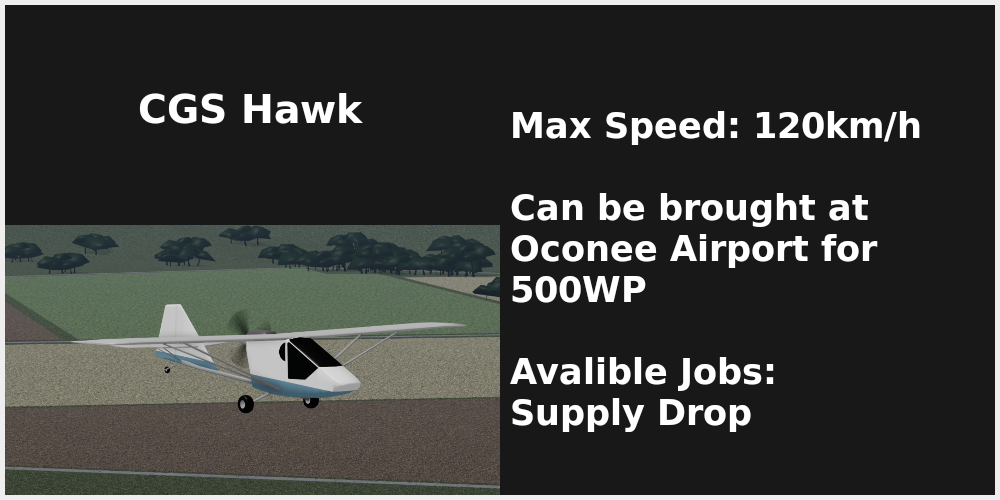 CGS Hawk
Max Speed: 120km/h
Can be brought at
Oconee Airport for
500WP
Avalible Jobs:
Supply Drop